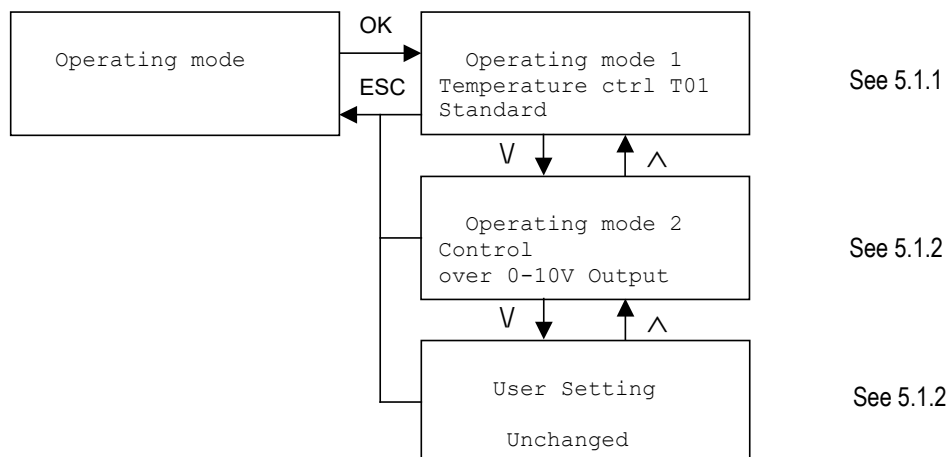 OK
Operating mode
ESC
Operating mode 1
Temperature ctrl T01
Standard
See 5.1.1
V
Λ
Operating mode 2
Control
over 0-10V Output
See 5.1.2
V
Λ
User Setting
Unchanged
See 5.1.2